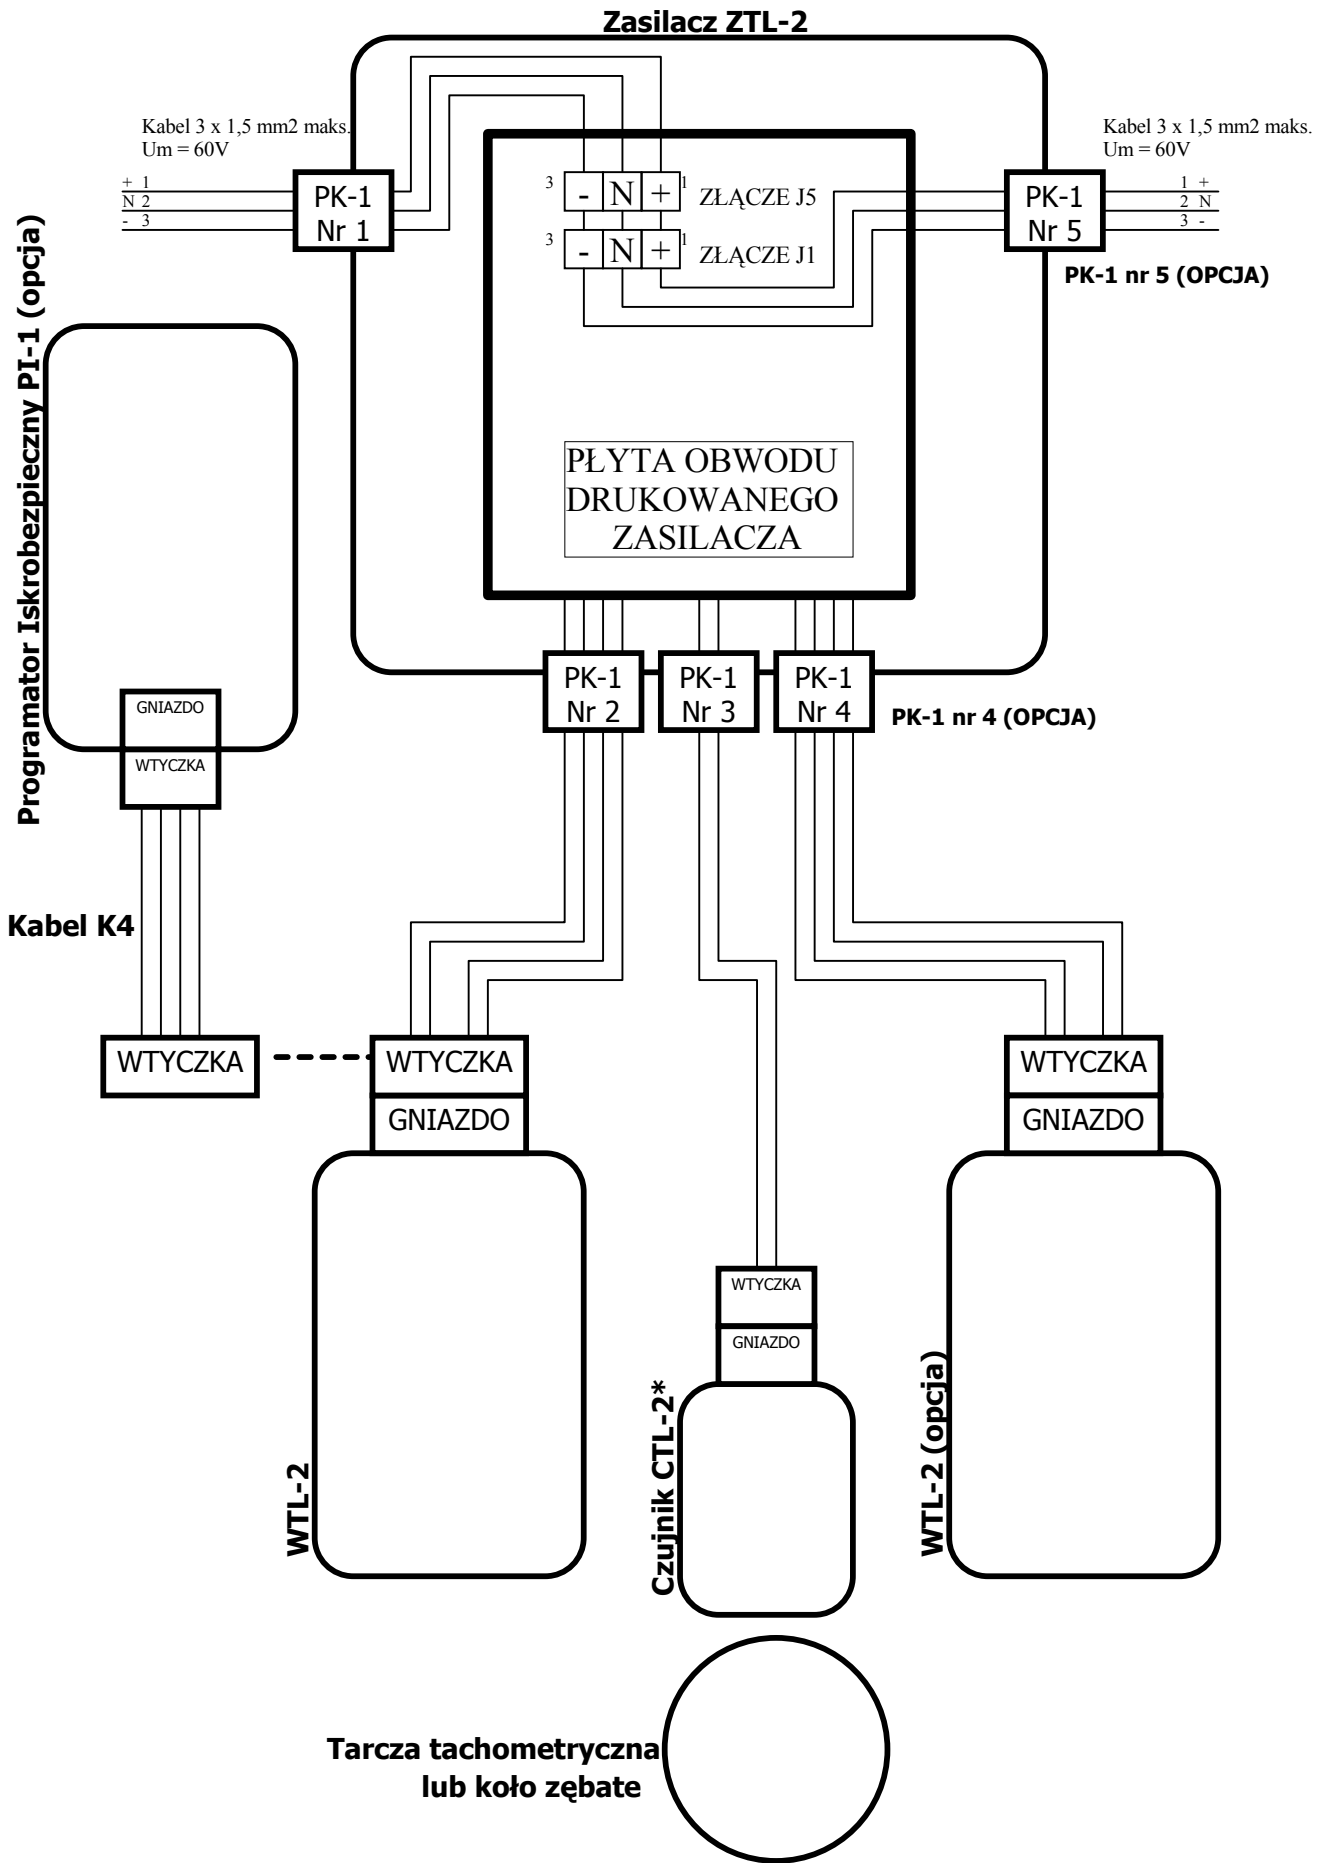 Zasilacz ZTL-2
Kabel 3 x 1,5 mm2 maks.
Um = 60V
+ 1
N 2
- 3
PK-1
Nr 1
3 - N + 1 ZŁĄCZE J5
3 - N + 1 ZŁĄCZE J1
Kabel 3 x 1,5 mm2 maks.
Um = 60V
PK-1
Nr 5
1 +
2 N
3 -
PK-1 nr 5 (OPCJA)
Programator Iskrobezpieczny PI-1 (opcja)
PŁYTA OBWODU
DRUKOWANEGO
ZASILACZA
GNIAZDO
WTYCZKA
PK-1
Nr 2
PK-1
Nr 3
PK-1
Nr 4
PK-1 nr 4 (OPCJA)
Kabel K4
WTYCZKA
WTYCZKA
GNIAZDO
WTYCZKA
GNIAZDO
WTYCZKA
GNIAZDO
WTL-2
Czujnik CTL-2*
WTL-2 (opcja)
Tarcza tachometryczna
lub koło zębate